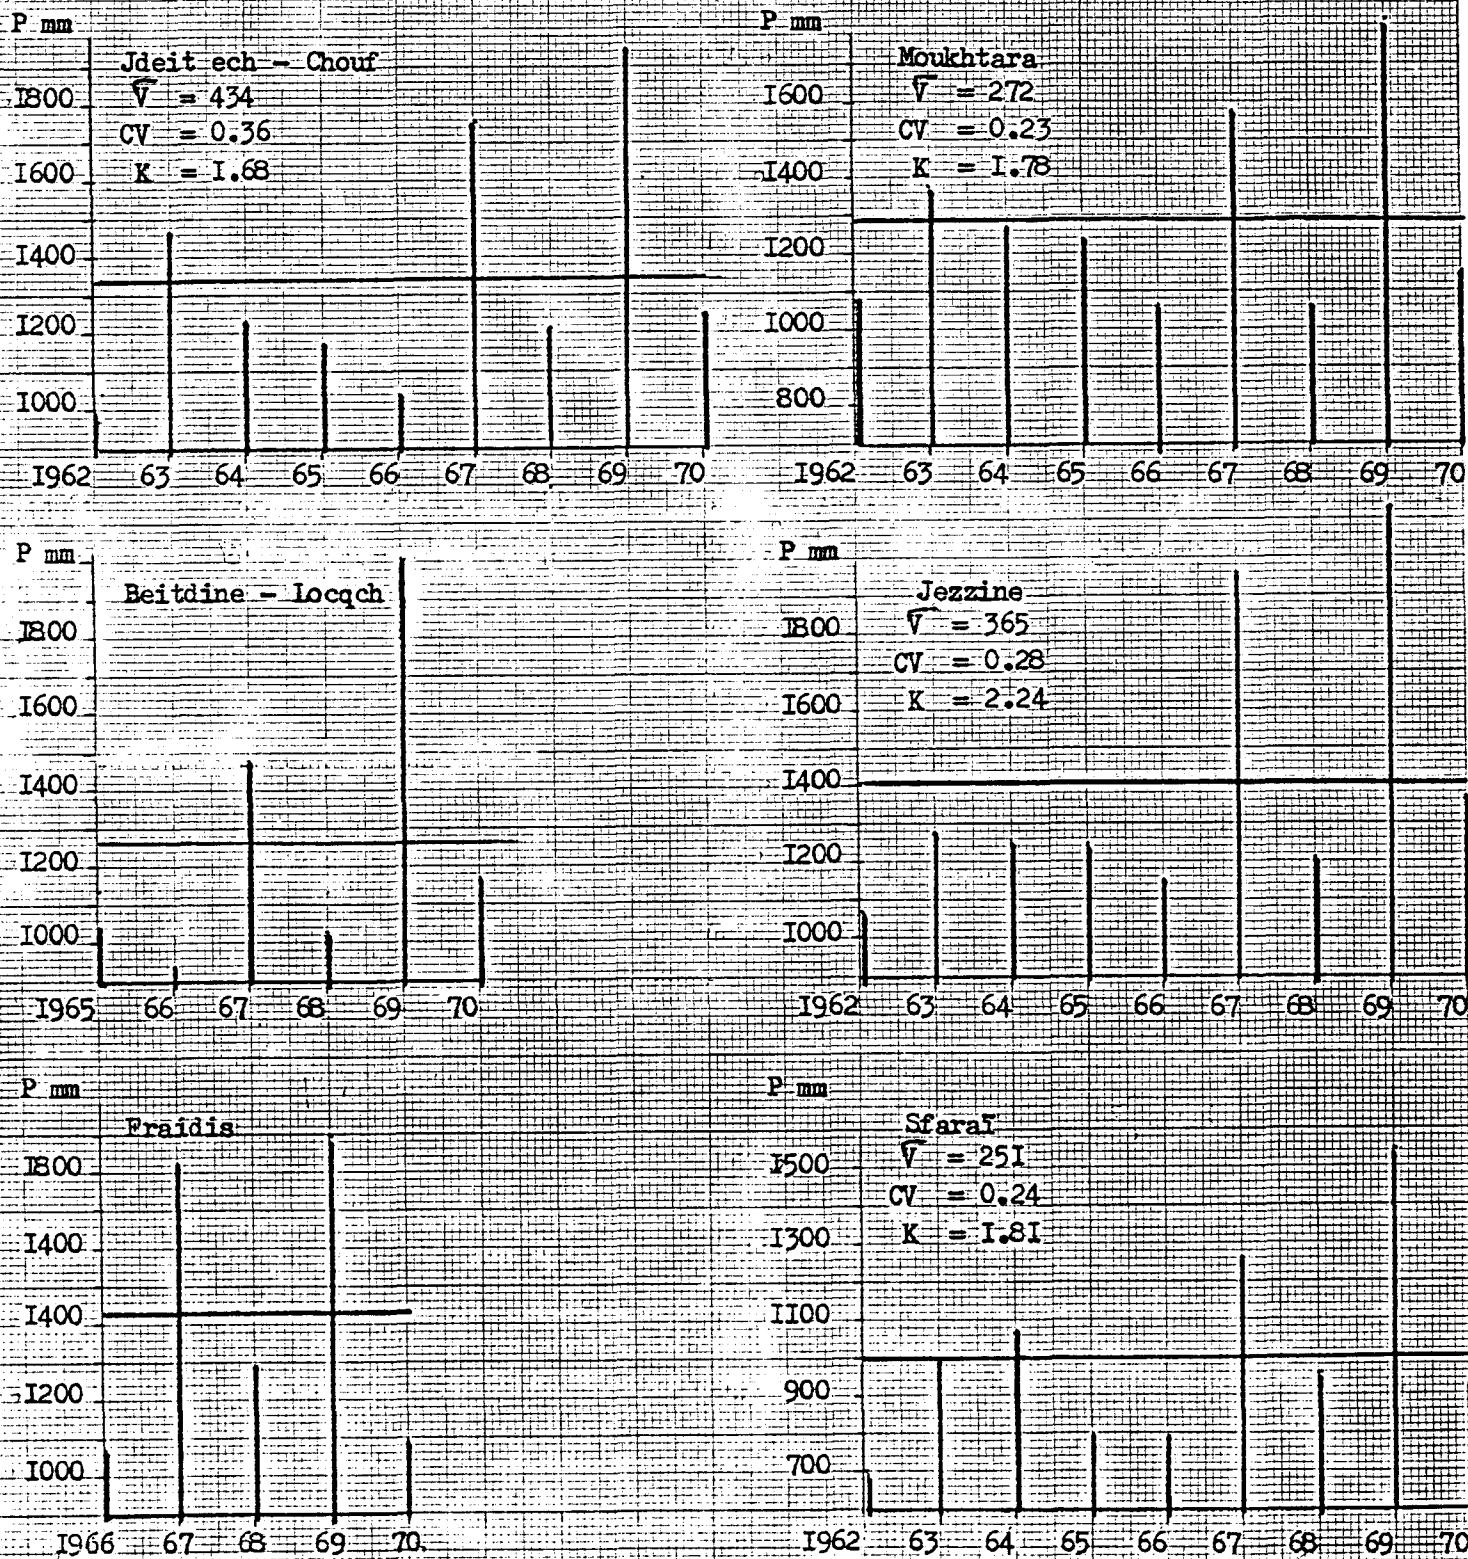 P mm
Jdeit ech - Chouf
V = 434
CV = 0.36
K = I.68
I800
I600
I400
I200
I000
I962 63 64 65 66 67 68 69 70
P mm
Moukhtara
V = 272
CV = 0.23
K = I.78
I600
I400
I200
I000
800
I962 63 64 65 66 67 68 69 70
P mm
Beitdine - Locqch
I800
I600
I400
I200
I000
I965 66 67 68 69 70
P mm
Jezzine
V = 365
CV = 0.28
K = 2.24
I800
I600
I400
I200
I000
I962 63 64 65 66 67 68 69 70
P mm
Fraidis
I800
I400
I400
I200
I000
I966 67 68 69 70.
P mm
Sfaraï
V = 25I
CV = 0.24
K = I.8I
I500
I300
II00
900
700
I962 63 64 65 66 67 68 69 70